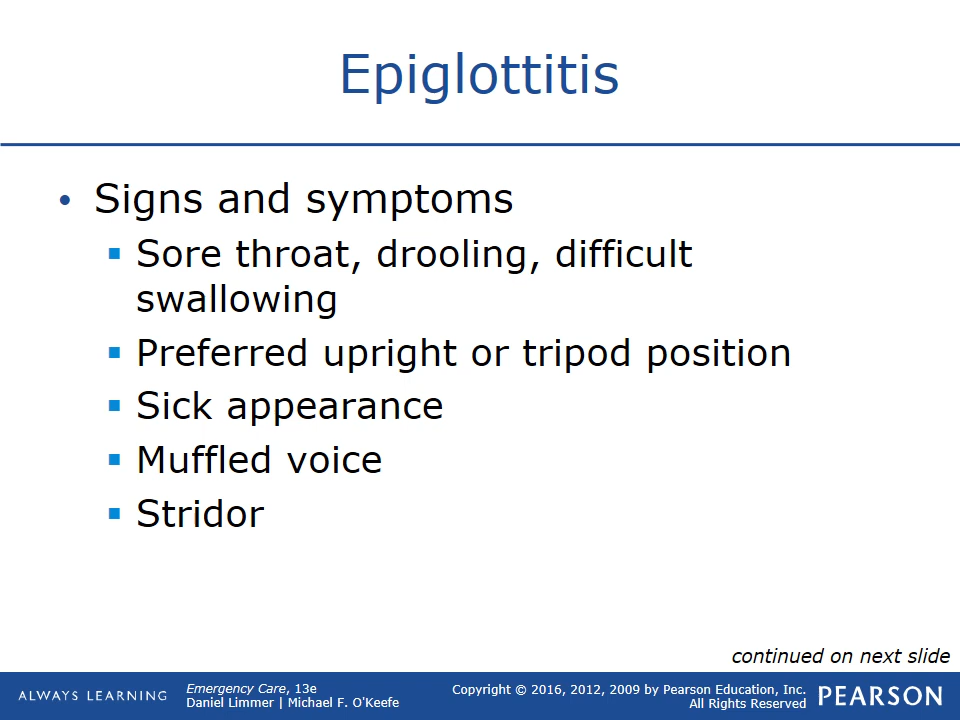 Epiglottitis
• Signs and symptoms
▪ Sore throat, drooling, difficult
swallowing
▪ Preferred upright or tripod position
▪ Sick appearance
▪ Muffled voice
▪ Stridor
continued on next slide
ALWAYS LEARNING
Emergency Care, 13e
Daniel Limmer | Michael F. O'Keefe
Copyright © 2016, 2012, 2009 by Pearson Education, Inc.
All Rights Reserved
PEARSON